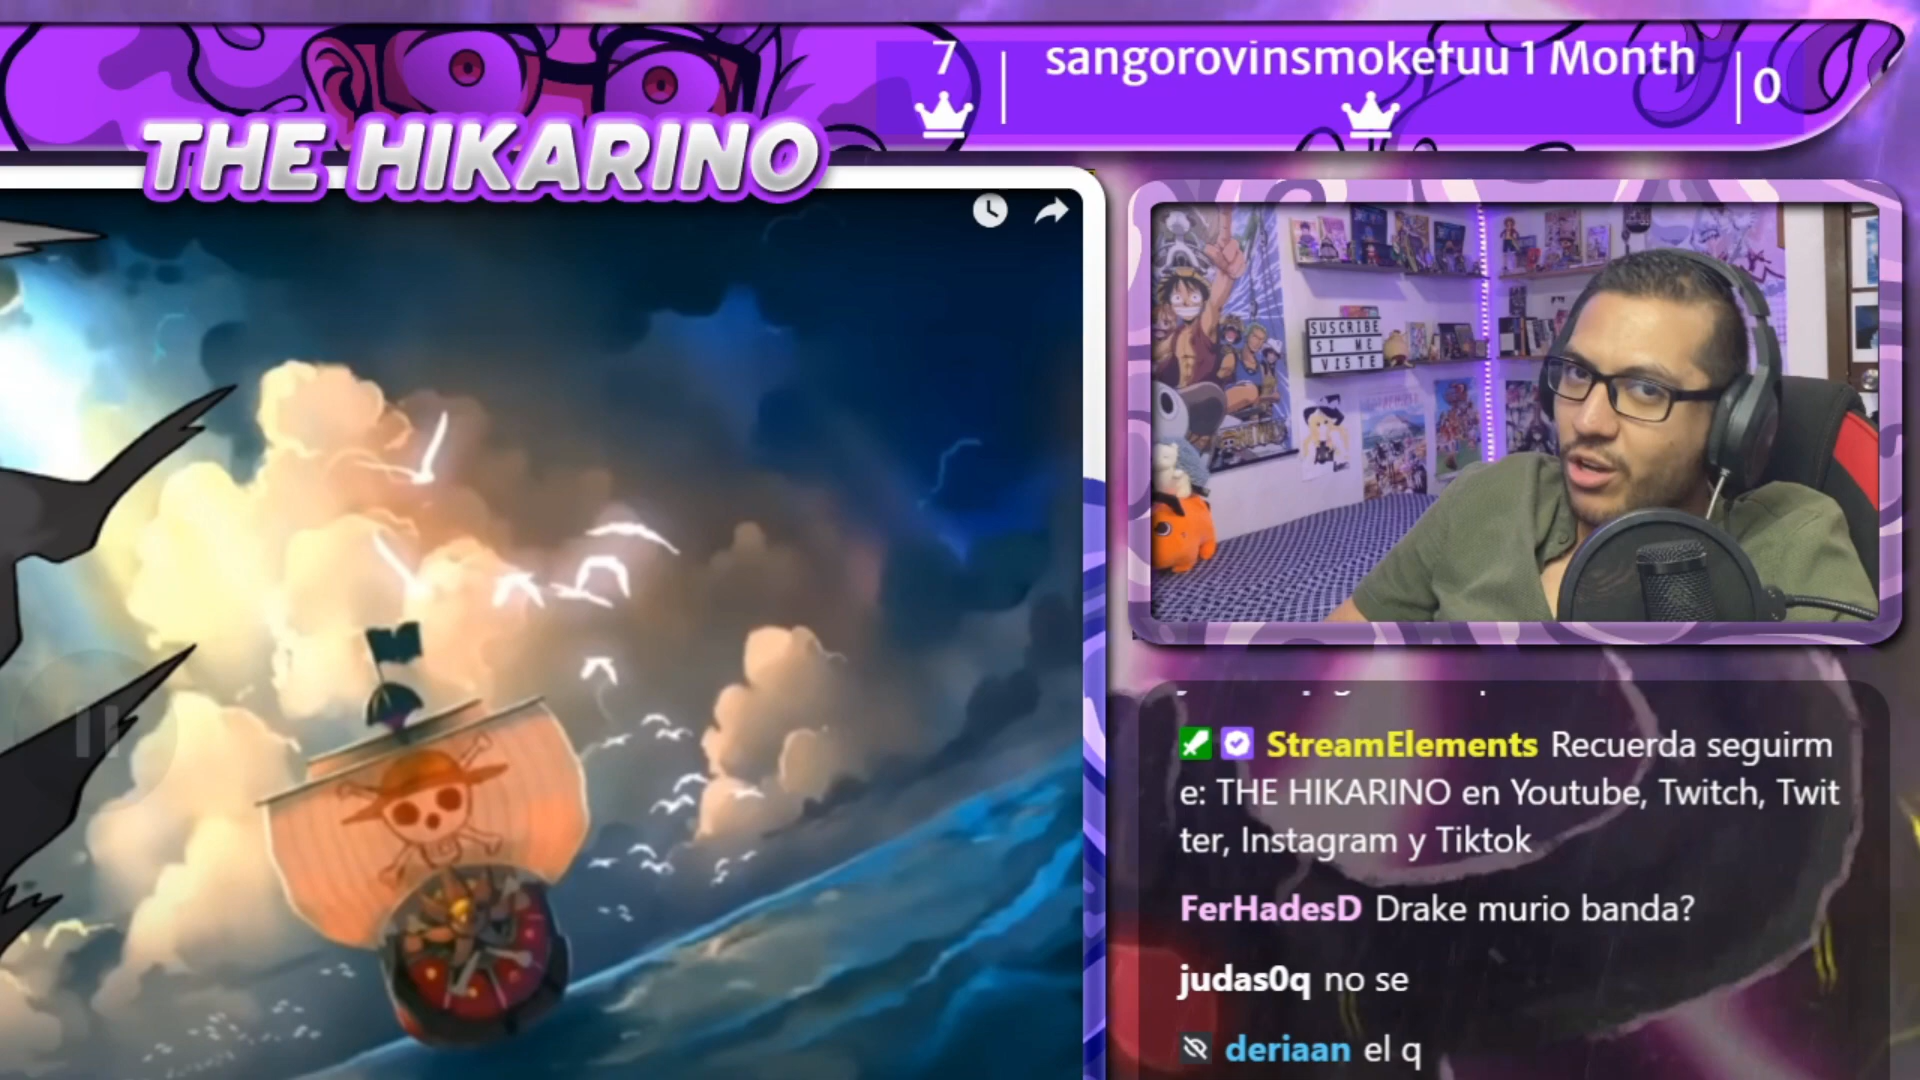 7
sangorovinsmokefuu 1 Month
0
THE HIKARINO
SUSCRIBE
SI ME
VISTE
StreamElements Recuerda seguirm
e: THE HIKARINO en Youtube, Twitch, Twit
ter, Instagram y Tiktok
FerHadesD Drake murio banda?
judas0q no se
deriaan el q